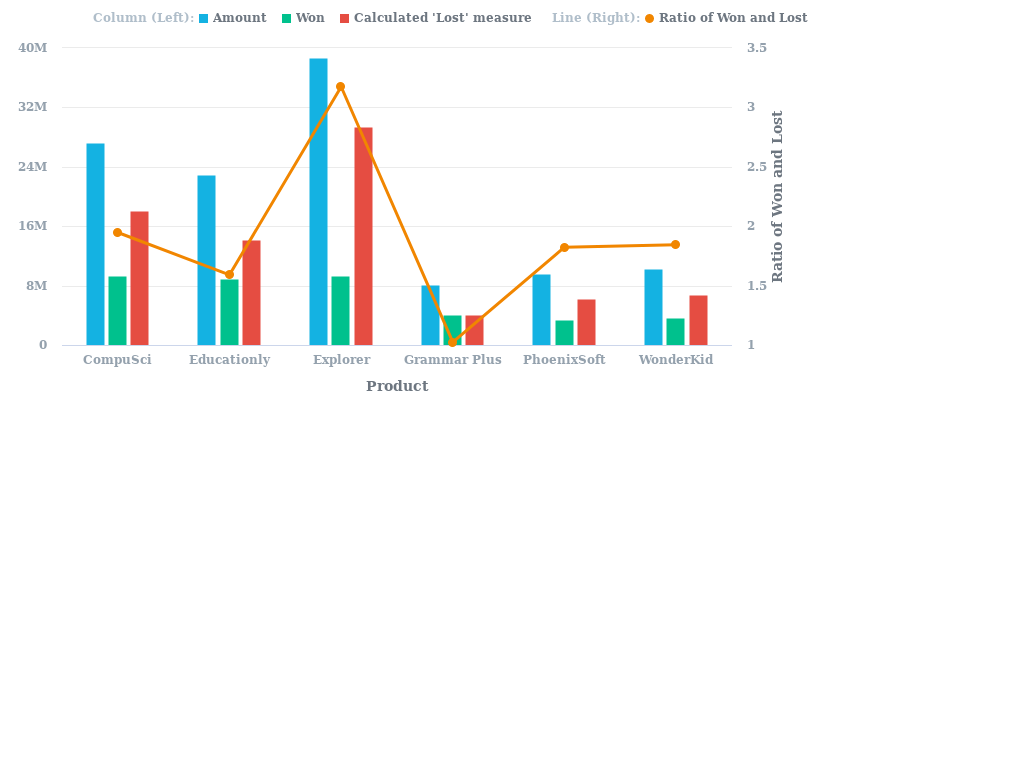 Column (Left): Amount Won Calculated 'Lost' measure Line (Right): Ratio of Won and Lost
40M 3.5
32M 3
24M 2.5
16M 2
8M 1.5
0 1
Ratio of Won and Lost
CompuSci Educationly Explorer Grammar Plus PhoenixSoft WonderKid
Product